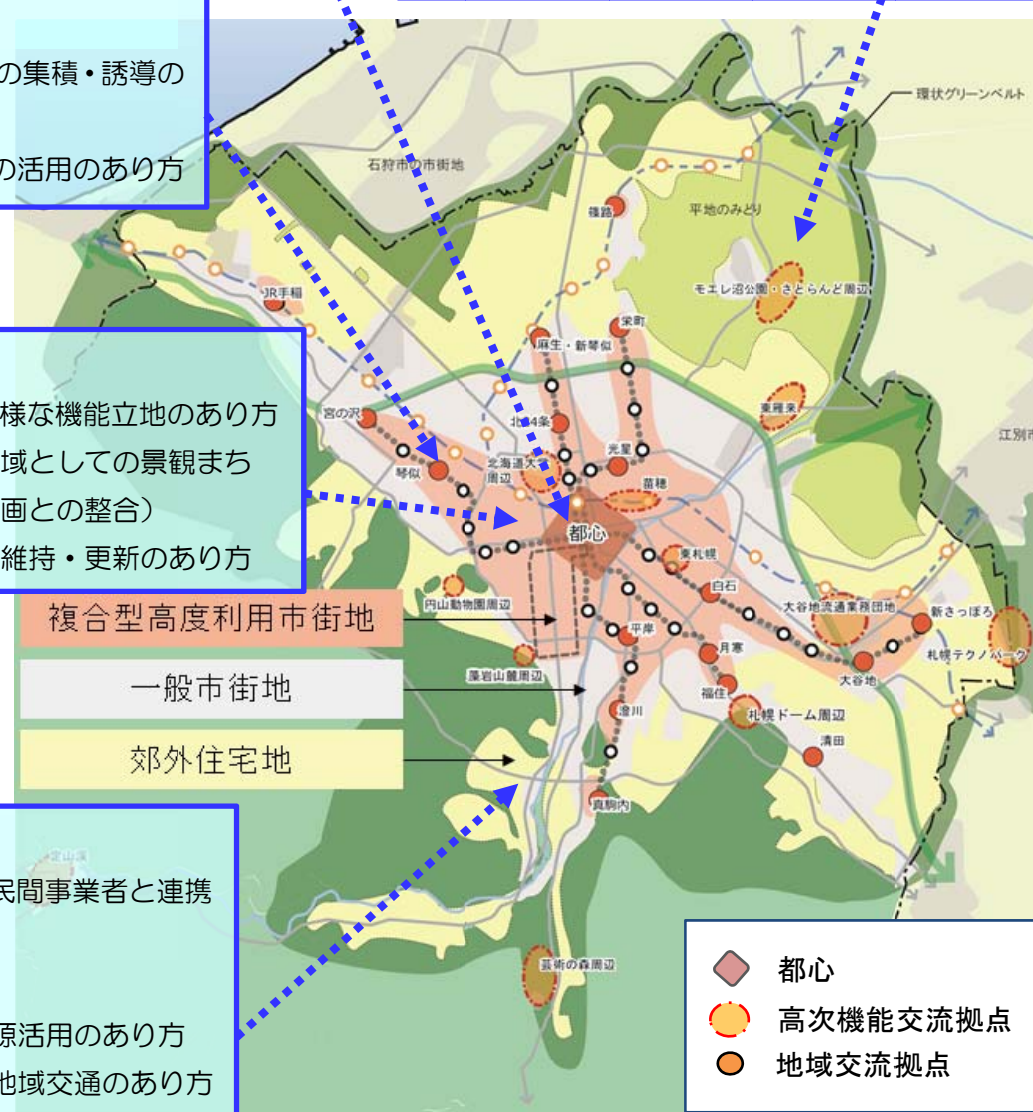 の集積・誘導の
の活用のあり方
環状グリーンベルト
石狩市の市街地
篠路
平地のみどり
モエレ沼公園・さとらんど周辺
JR手稲
栄町
麻生・新琴似
様な機能立地のあり方
域としての景観まち
画との整合）
維持・更新のあり方
宮の沢
東雁来
江別市
光星
琴似
北海道大学
周辺
苗穂
都心
東札幌
白石
円山動物園周辺
大谷地流通業務団地
新さっぽろ
平岸
札幌テクノパーク
月寒
大谷地
藻岩山麓周辺
福住
澄川
札幌ドーム周辺
清田
真駒内
複合型高度利用市街地
一般市街地
郊外住宅地
定山渓
民間事業者と連携
源活用のあり方
地域交通のあり方
芸術の森周辺
都心
高次機能交流拠点
地域交流拠点